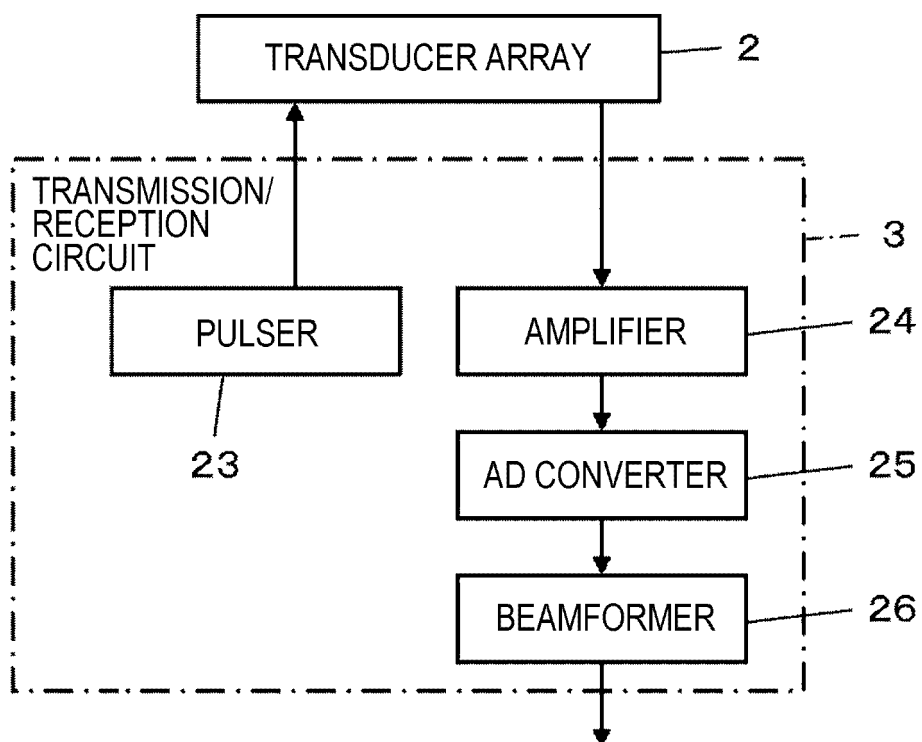 TRANSDUCER ARRAY
2
TRANSMISSION/
RECEPTION
CIRCUIT
3
PULSER
AMPLIFIER
24
23
AD CONVERTER
25
BEAMFORMER
26